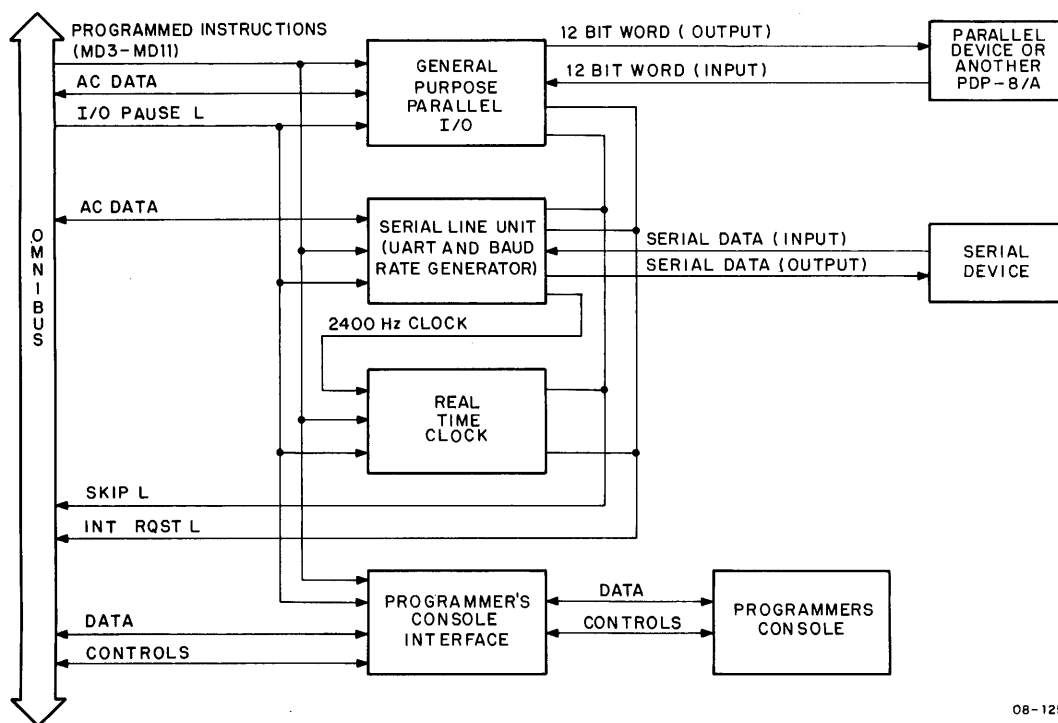 PROGRAMMED INSTRUCTIONS
(MD3-MD11)
AC DATA
I/O PAUSE L
GENERAL
PURPOSE
PARALLEL
I/O
12 BIT WORD (OUTPUT)
12 BIT WORD (INPUT)
PARALLEL
DEVICE OR
ANOTHER
PDP-8/A
OMNIBUS
AC DATA
SERIAL LINE UNIT
(UART AND BAUD
RATE GENERATOR)
SERIAL DATA (INPUT)
SERIAL DATA (OUTPUT)
SERIAL
DEVICE
2400 Hz CLOCK
REAL
TIME
CLOCK
SKIP L
INT RQST L
DATA
CONTROLS
PROGRAMMER'S
CONSOLE
INTERFACE
DATA
CONTROLS
PROGRAMMERS
CONSOLE